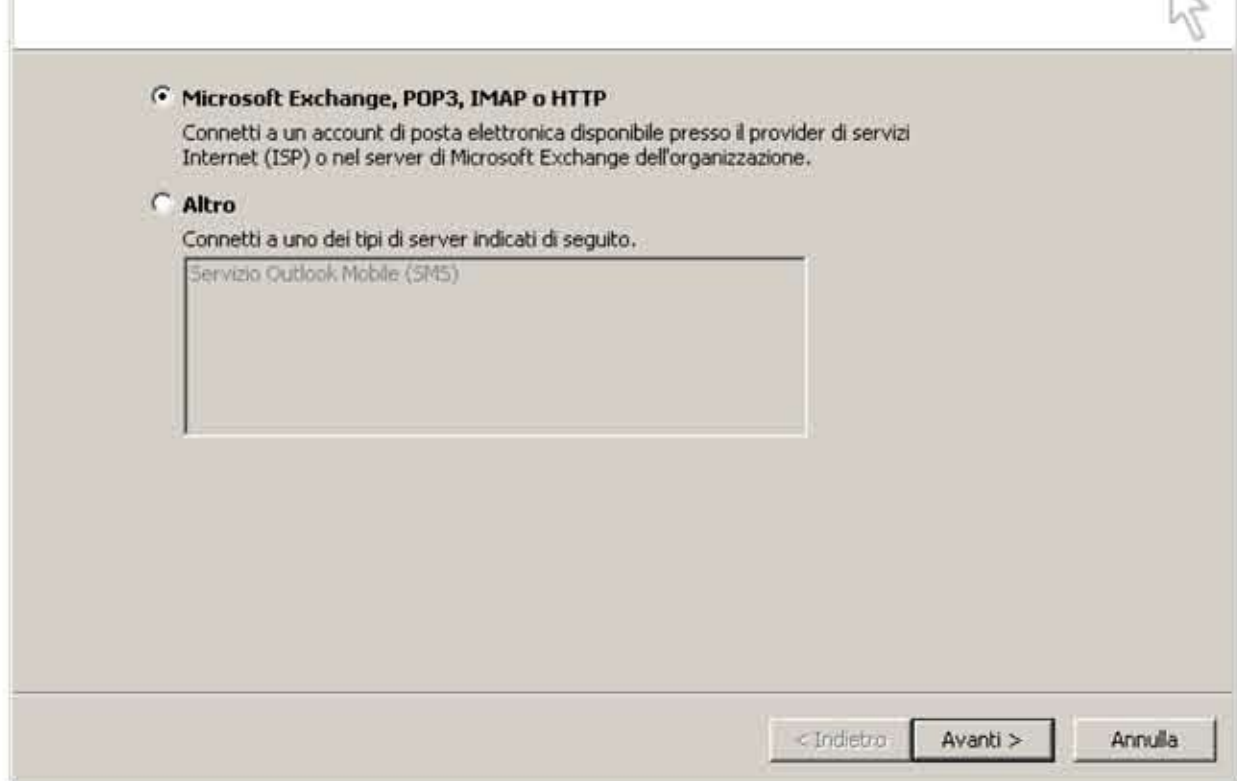 Microsoft Exchange, POP3, IMAP o HTTP
Connetti a un account di posta elettronica disponibile presso il provider di servizi
Internet (ISP) o nel server di Microsoft Exchange dell'organizzazione.
Altro
Connetti a uno dei tipi di server indicati di seguito.
Servizio Outlook Mobile (SMS)
< Indietro Avanti > Annulla